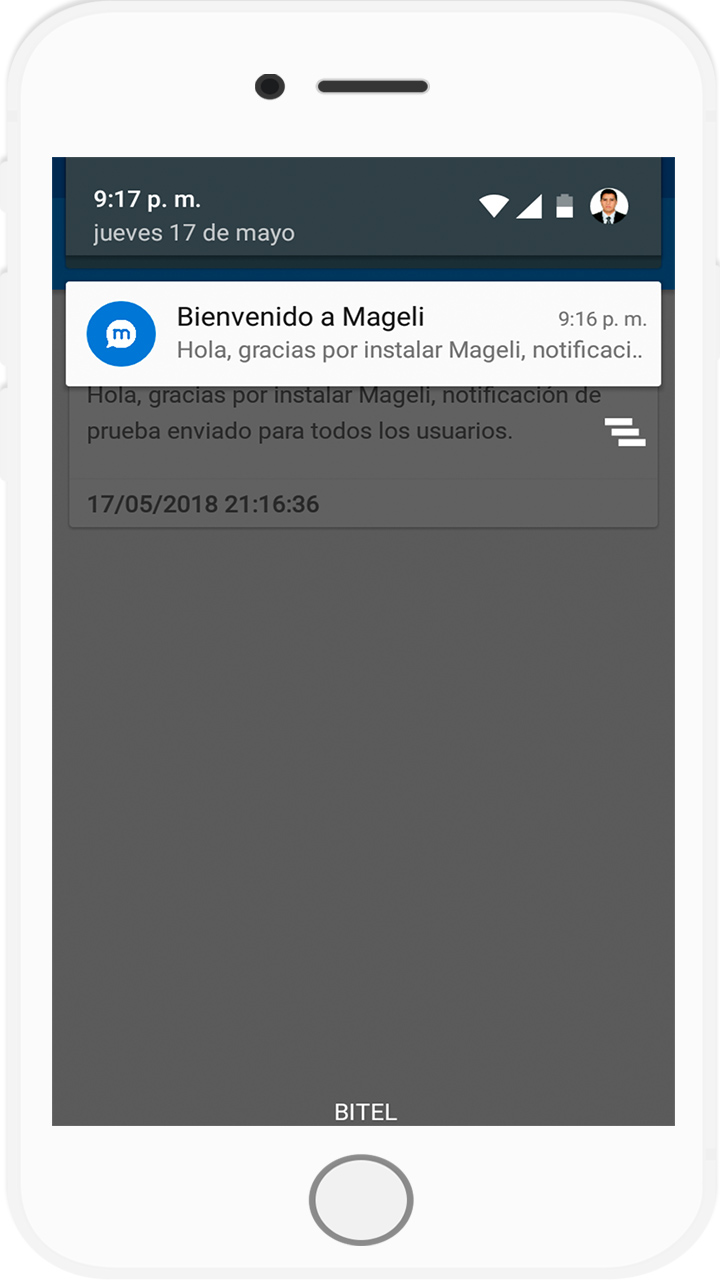 9:17 p. m.
jueves 17 de mayo
m
Bienvenido a Mageli
9:16 p. m.
Hola, gracias por instalar Mageli, notificaci..
Hola, gracias por instalar Mageli, notificación de
prueba enviado para todos los usuarios.
17/05/2018 21:16:36
BITEL